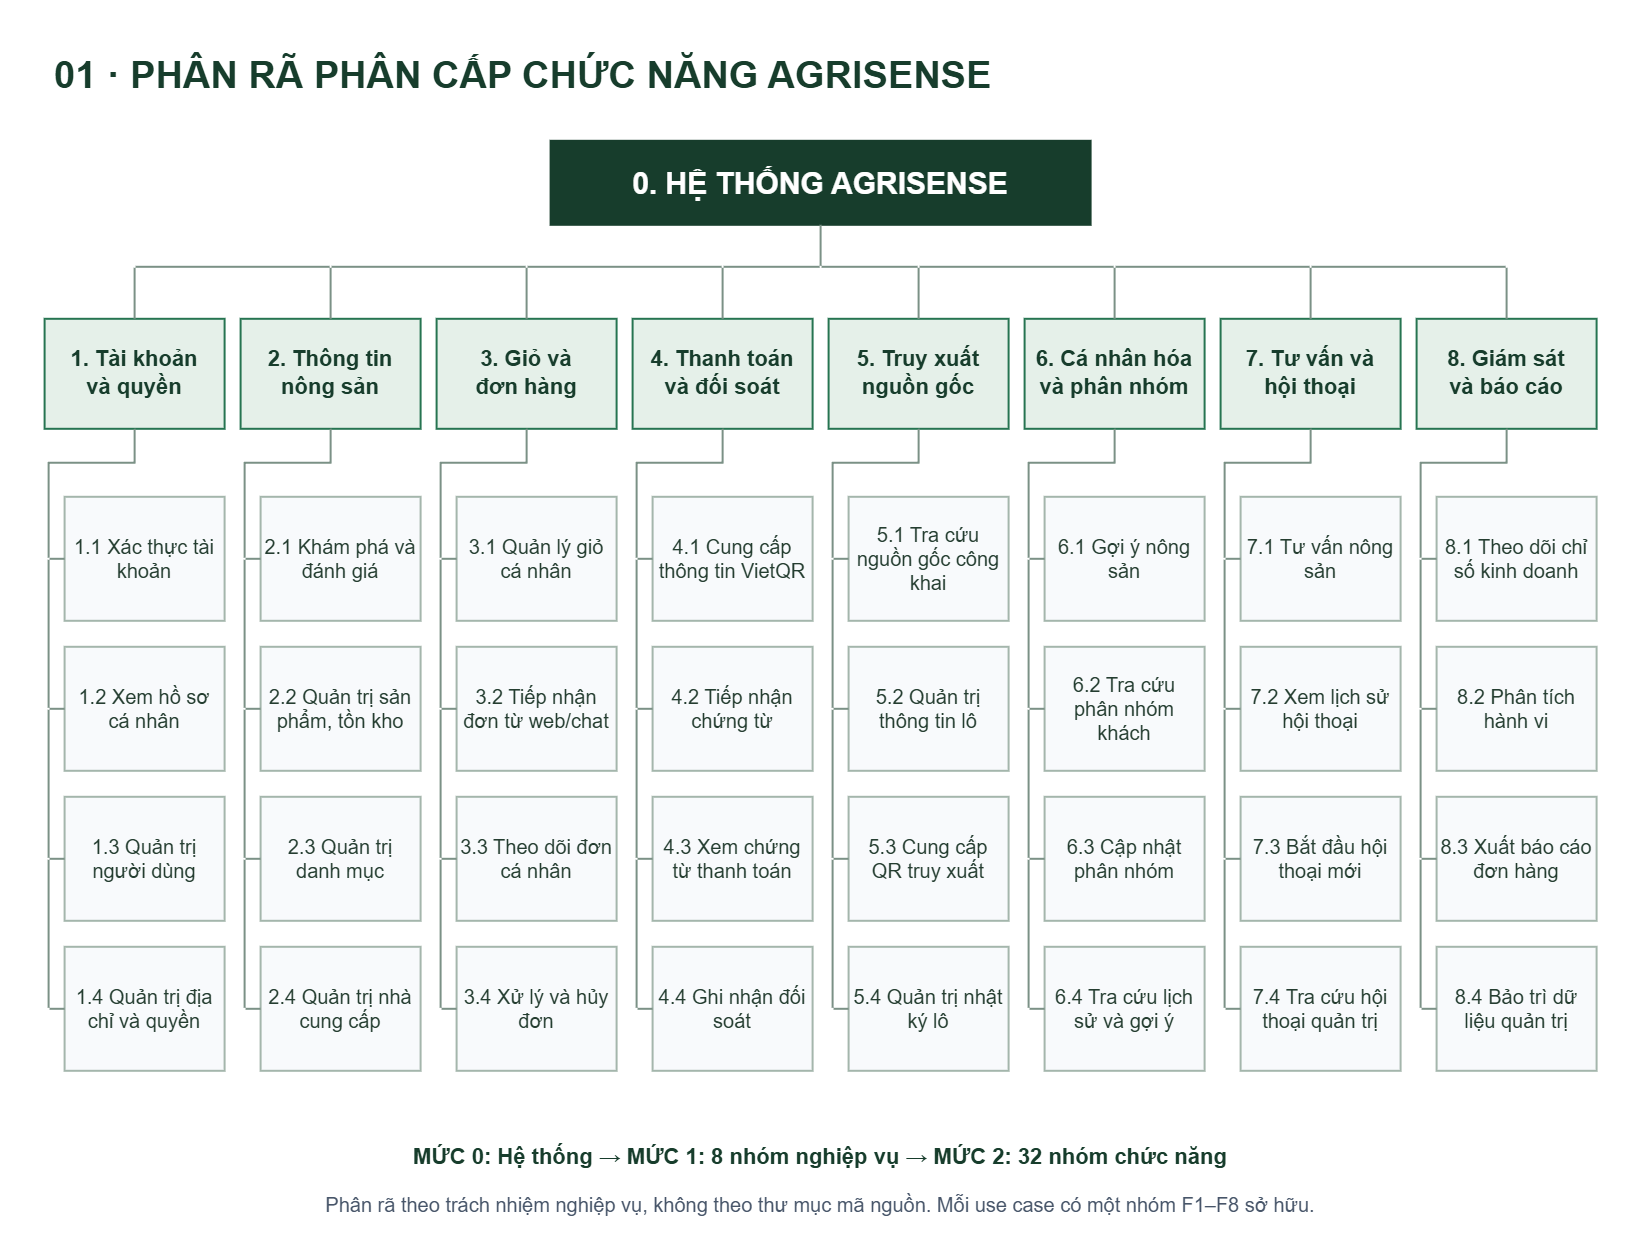 01 · PHÂN RÃ PHÂN CẤP CHỨC NĂNG AGRISENSE
0. HỆ THỐNG AGRISENSE
1. Tài khoản
và quyền
2. Thông tin
nông sản
3. Giỏ và
đơn hàng
4. Thanh toán
và đối soát
5. Truy xuất
nguồn gốc
6. Cá nhân hóa
và phân nhóm
7. Tư vấn và
hội thoại
8. Giám sát
và báo cáo
1.1 Xác thực tài
khoản
2.1 Khám phá và
đánh giá
3.1 Quản lý giỏ
cá nhân
4.1 Cung cấp
thông tin VietQR
5.1 Tra cứu
nguồn gốc công
khai
6.1 Gợi ý nông
sản
7.1 Tư vấn nông
sản
8.1 Theo dõi chỉ
số kinh doanh
1.2 Xem hồ sơ
cá nhân
2.2 Quản trị sản
phẩm, tồn kho
3.2 Tiếp nhận
đơn từ web/chat
4.2 Tiếp nhận
chứng từ
5.2 Quản trị
thông tin lô
6.2 Tra cứu
phân nhóm
khách
7.2 Xem lịch sử
hội thoại
8.2 Phân tích
hành vi
1.3 Quản trị
người dùng
2.3 Quản trị
danh mục
3.3 Theo dõi đơn
cá nhân
4.3 Xem chứng
từ thanh toán
5.3 Cung cấp
QR truy xuất
6.3 Cập nhật
phân nhóm
7.3 Bắt đầu hội
thoại mới
8.3 Xuất báo cáo
đơn hàng
1.4 Quản trị địa
chỉ và quyền
2.4 Quản trị nhà
cung cấp
3.4 Xử lý và hủy
đơn
4.4 Ghi nhận đối
soát
5.4 Quản trị nhật
ký lô
6.4 Tra cứu lịch
sử và gợi ý
7.4 Tra cứu hội
thoại quản trị
8.4 Bảo trì dữ
liệu quản trị
MỨC 0: Hệ thống → MỨC 1: 8 nhóm nghiệp vụ → MỨC 2: 32 nhóm chức năng
Phân rã theo trách nhiệm nghiệp vụ, không theo thư mục mã nguồn. Mỗi use case có một nhóm F1–F8 sở hữu.